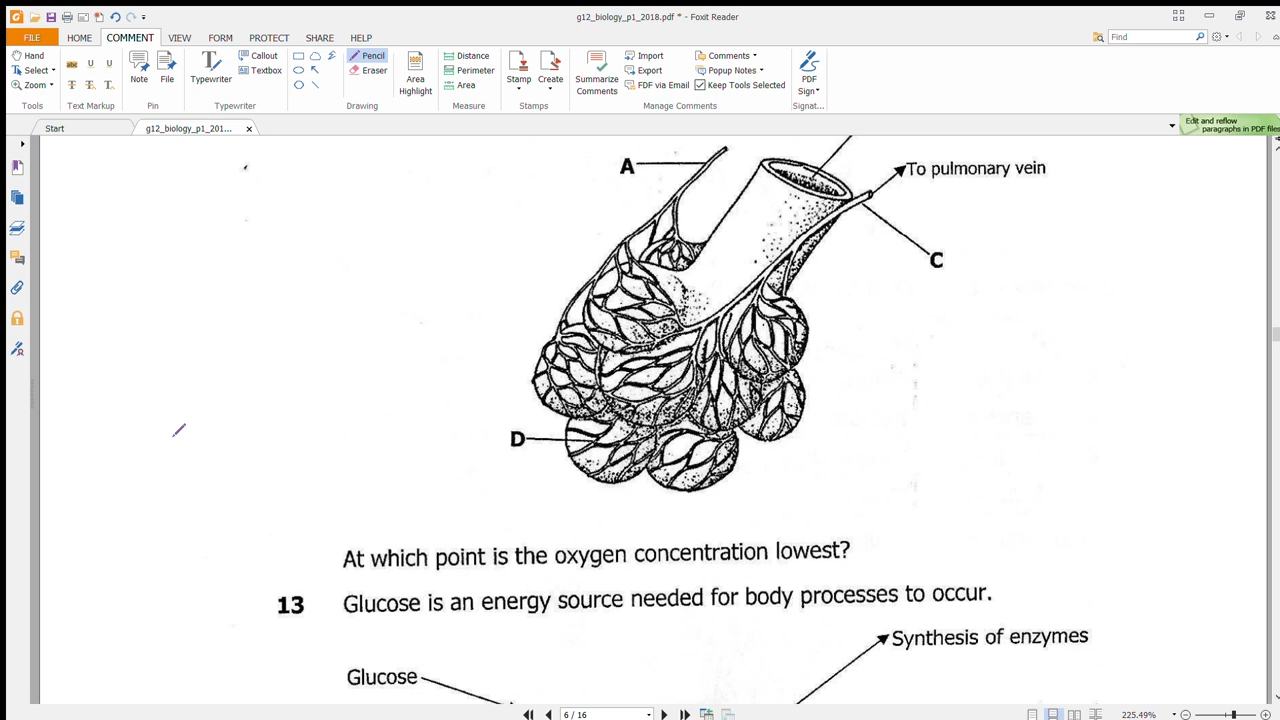 g12_biology_p1_2018.pdf * - Foxit Reader
FILE HOME COMMENT VIEW FORM PROTECT SHARE HELP
Find
Hand
Select
Zoom
Tools
Text Markup
Note
File
Pin
Typewriter
Callout
Textbox
Typewriter
Pencil
Eraser
Area
Highlight
Drawing
Distance
Perimeter
Area
Measure
Stamp
Create
Stamps
Summarize
Comments
Import
Export
FDF via Email
Comments
Popup Notes
Keep Tools Selected
Manage Comments
PDF
Sign
Signat...
Start
g12_biology_p1_201...
Edit and reflow
paragraphs in PDF files
A
To pulmonary vein
C
D
At which point is the oxygen concentration lowest?
13 Glucose is an energy source needed for body processes to occur.
Synthesis of enzymes
Glucose
6 / 16
225.49%